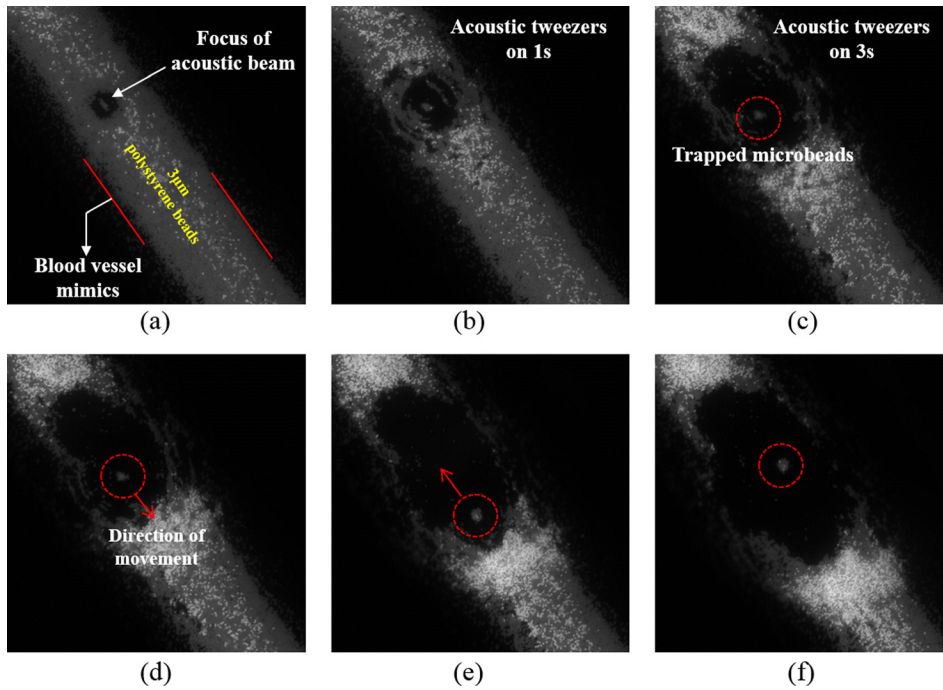 Focus of
acoustic beam
3μm
polystyrene beads
Blood vessel
mimics
(a)
Acoustic tweezers
on 1s
(b)
Acoustic tweezers
on 3s
Trapped microbeads
(c)
Direction of
movement
(d)
(e)
(f)